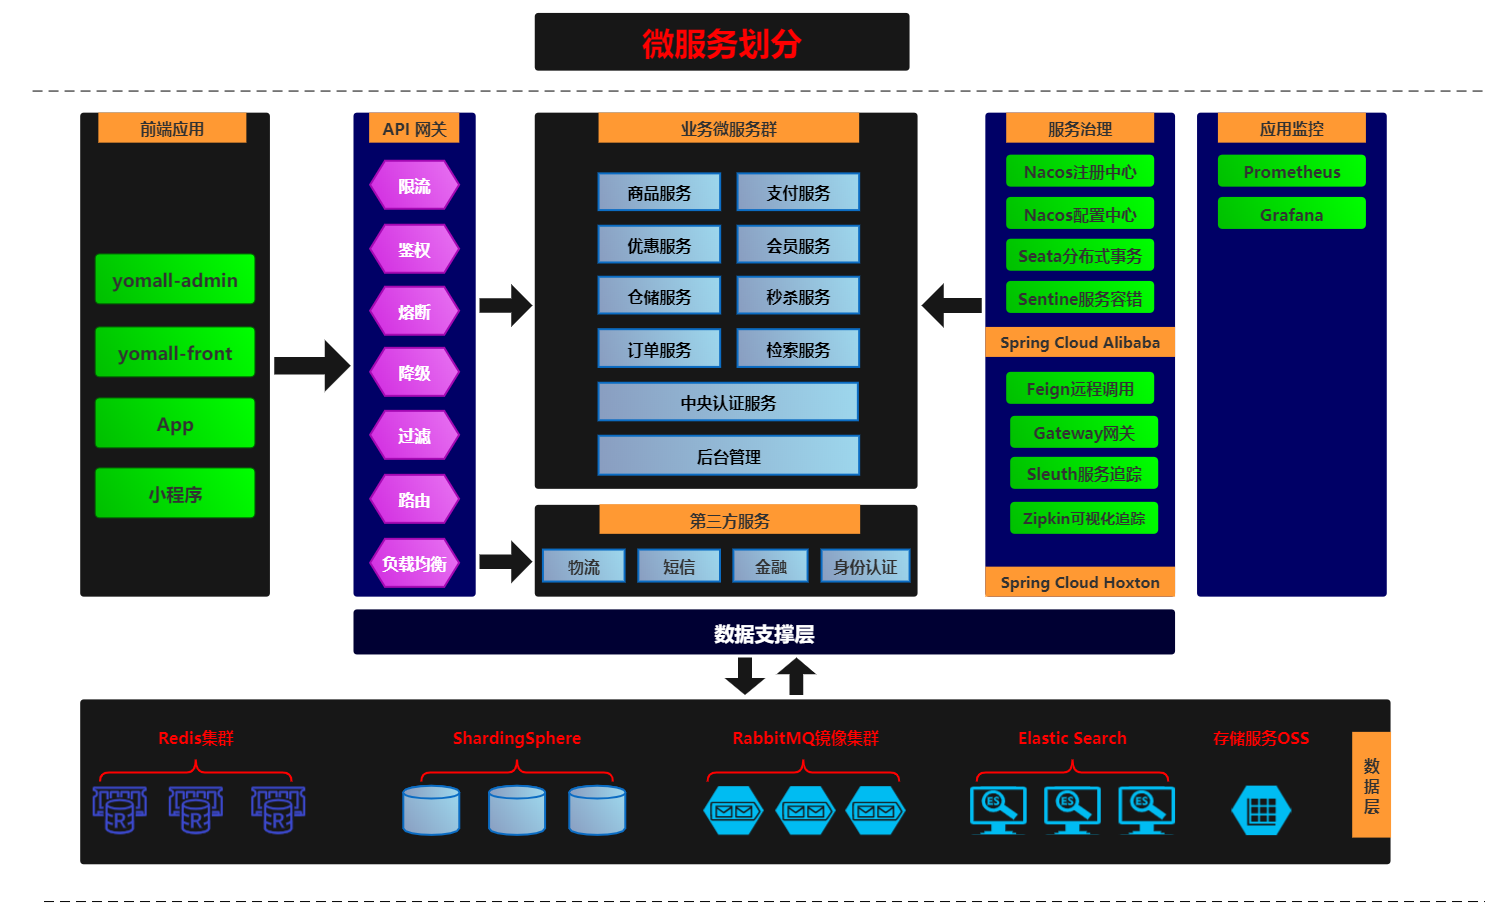 微服务划分
前端应用
yomall-admin
yomall-front
App
小程序
API 网关
限流
鉴权
熔断
降级
过滤
路由
负载均衡
业务微服务群
商品服务
支付服务
优惠服务
会员服务
仓储服务
秒杀服务
订单服务
检索服务
中央认证服务
后台管理
第三方服务
物流
短信
金融
身份认证
服务治理
Nacos注册中心
Nacos配置中心
Seata分布式事务
Sentine服务容错
Spring Cloud Alibaba
Feign远程调用
Gateway网关
Sleuth服务追踪
Zipkin可视化追踪
Spring Cloud Hoxton
应用监控
Prometheus
Grafana
数据支撑层
Redis集群
ShardingSphere
RabbitMQ镜像集群
Elastic Search
存储服务OSS
R
R
R
ES
ES
ES
数据层